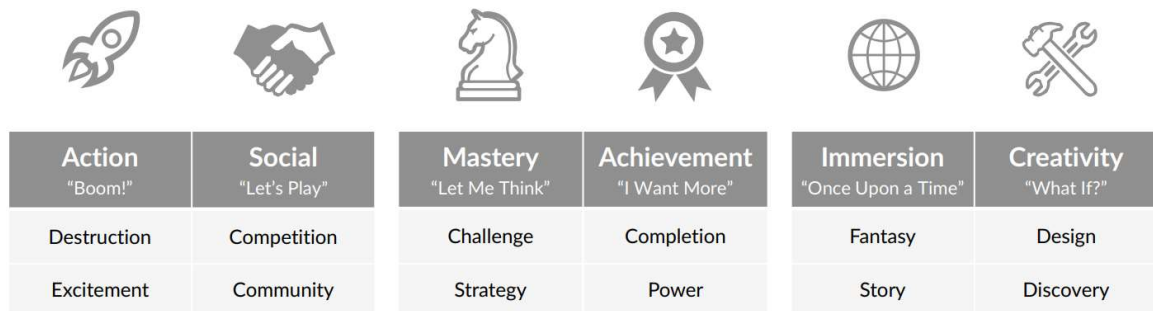 Action Social Mastery Achievement Immersion Creativity
“Boom!” “Let’s Play” “Let Me Think” “I Want More” “Once Upon a Time” “What If?”
Destruction Competition Challenge Completion Fantasy Design
Excitement Community Strategy Power Story Discovery